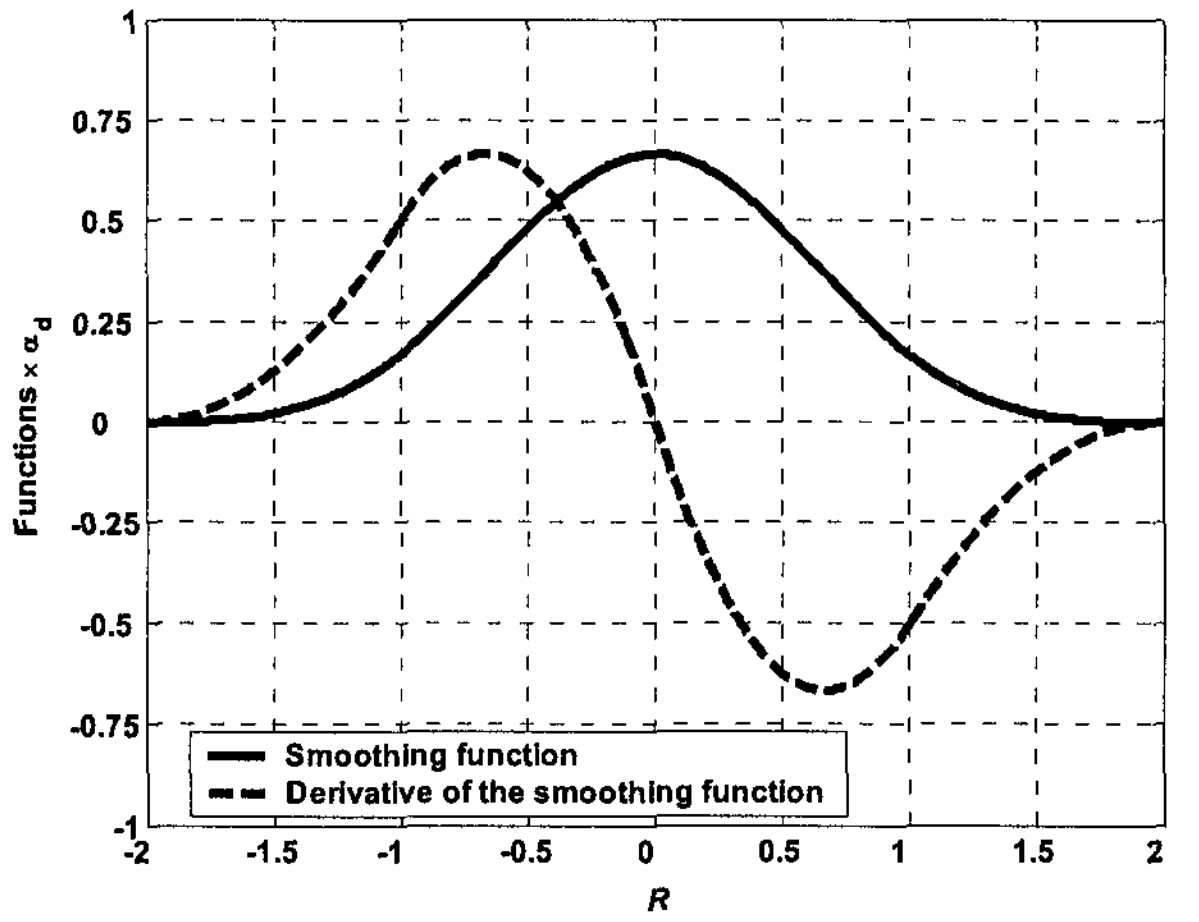 1
0.75
0.5
0.25
0
-0.25
-0.5
-0.75
-1
Functions × α_d
Smoothing function
Derivative of the smoothing function
-2 -1.5 -1 -0.5 0 0.5 1 1.5 2
R